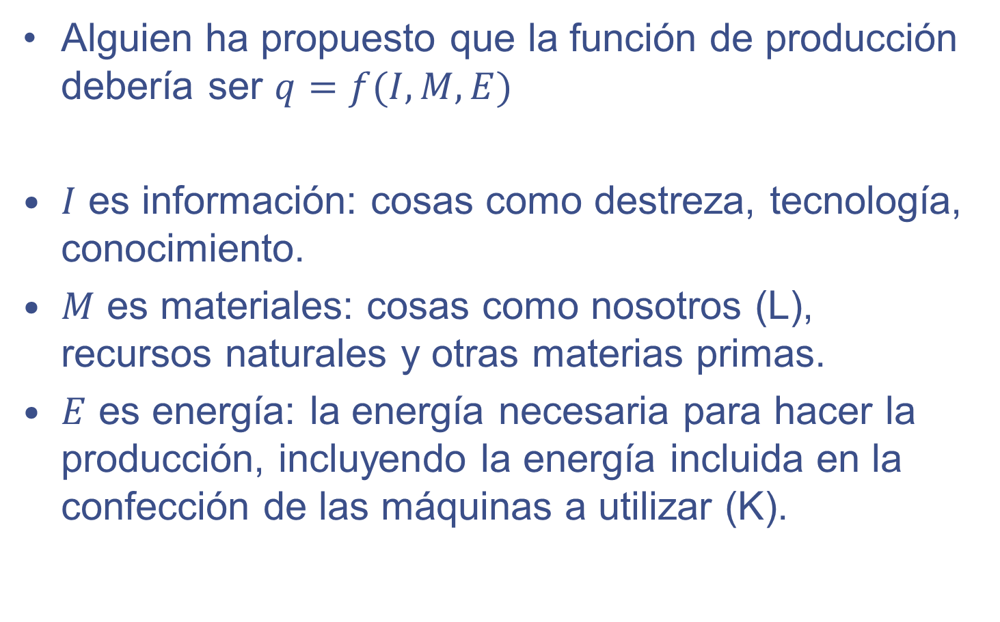 • Alguien ha propuesto que la función de producción
debería ser q = f(I, M, E)
• I es información: cosas como destreza, tecnología,
conocimiento.
• M es materiales: cosas como nosotros (L),
recursos naturales y otras materias primas.
• E es energía: la energía necesaria para hacer la
producción, incluyendo la energía incluida en la
confección de las máquinas a utilizar (K).